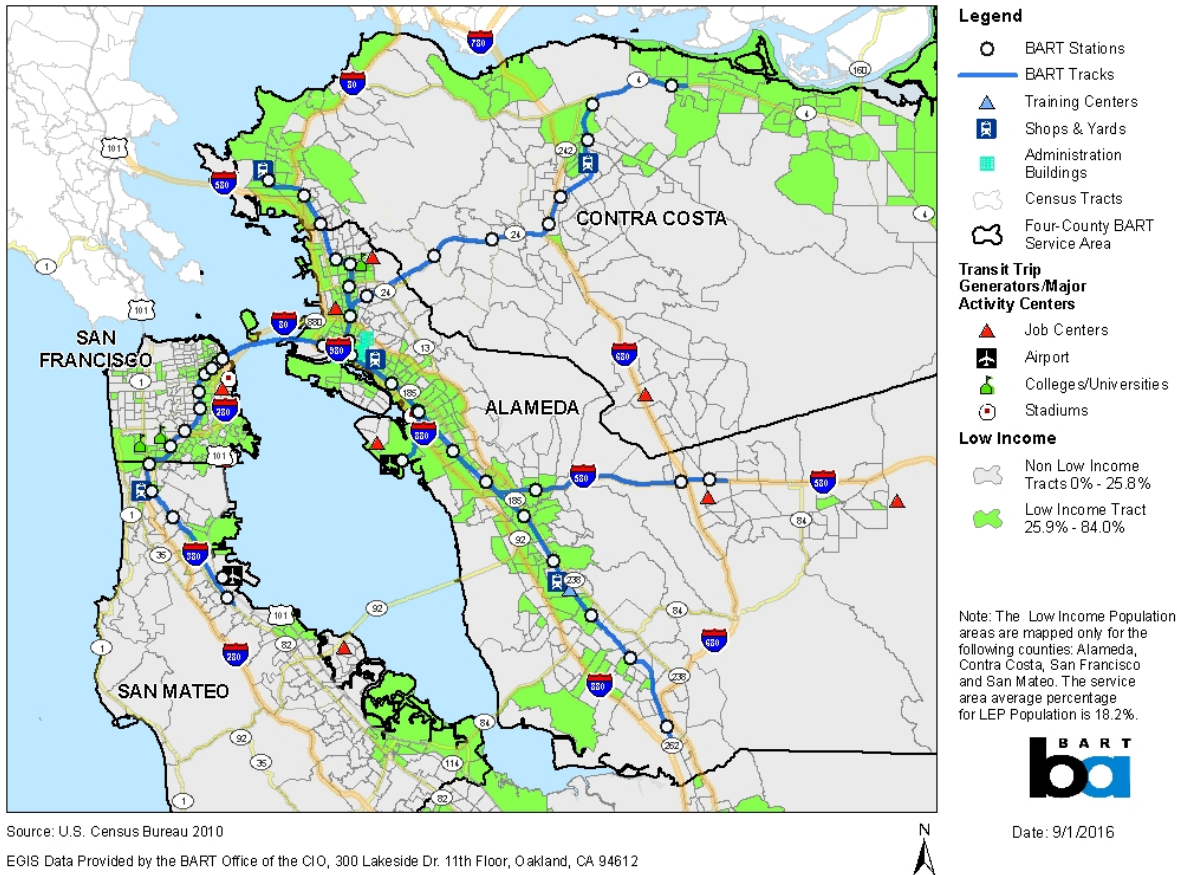 780
80
160
4
4
101
242
580
CONTRA COSTA
4
24
1
101
24
SAN
FRANCISCO
80
880
980
13
680
1
185
ALAMEDA
280
880
101
580
580
185
1
92
84
35
380
238
101
92
84
82
680
1
280
238
SAN MATEO
880
84
92
262
35
114
1
82
Legend
BART Stations
BART Tracks
Training Centers
Shops & Yards
Administration
Buildings
Census Tracts
Four-County BART
Service Area
Transit Trip
Generators/Major
Activity Centers
Job Centers
Airport
Colleges/Universities
Stadiums
Low Income
Non Low Income
Tracts 0% - 25.8%
Low Income Tract
25.9% - 84.0%
Note: The Low Income Population
areas are mapped only for the
following counties: Alameda,
Contra Costa, San Francisco
and San Mateo. The service
area average percentage
for LEP Population is 18.2%.
BART
ba
Date: 9/1/2016
N
Source: U.S. Census Bureau 2010
EGIS Data Provided by the BART Office of the CIO, 300 Lakeside Dr. 11th Floor, Oakland, CA 94612